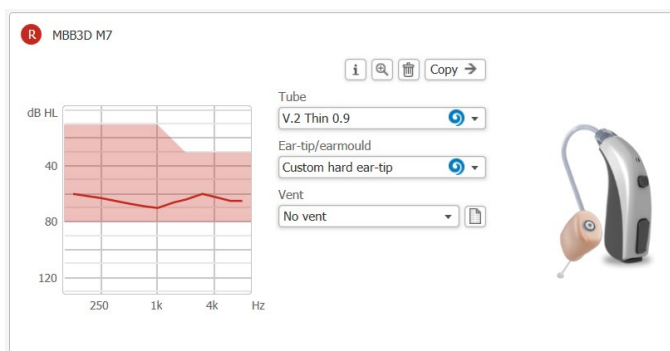 R MBB3D M7
i Copy →
Tube
V.2 Thin 0.9
Ear-tip/earmould
Custom hard ear-tip
Vent
No vent
dB HL
40
80
120
250 1k 4k Hz